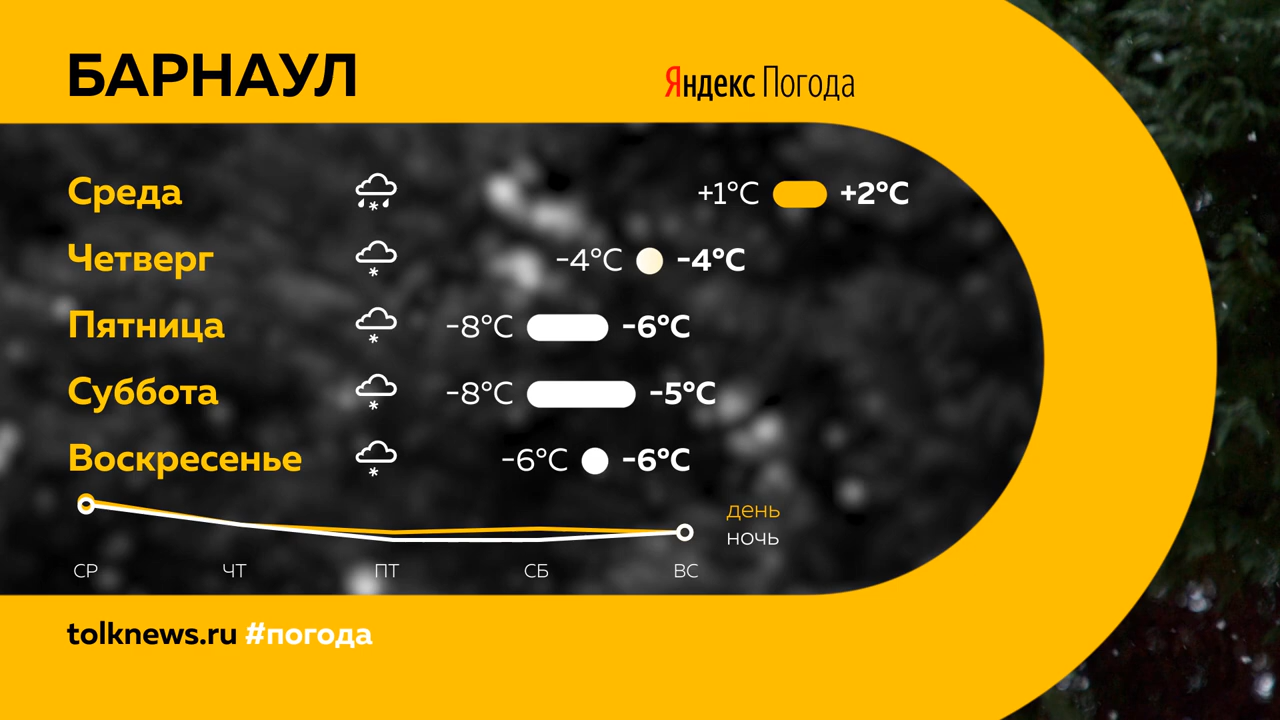 БАРНАУЛ
Яндекс Погода
Среда +1°C +2°C
Четверг -4°C -4°C
Пятница -8°C -6°C
Суббота -8°C -5°C
Воскресенье -6°C -6°C
день
ночь
СР ЧТ ПТ СБ ВС
tolknews.ru #погода